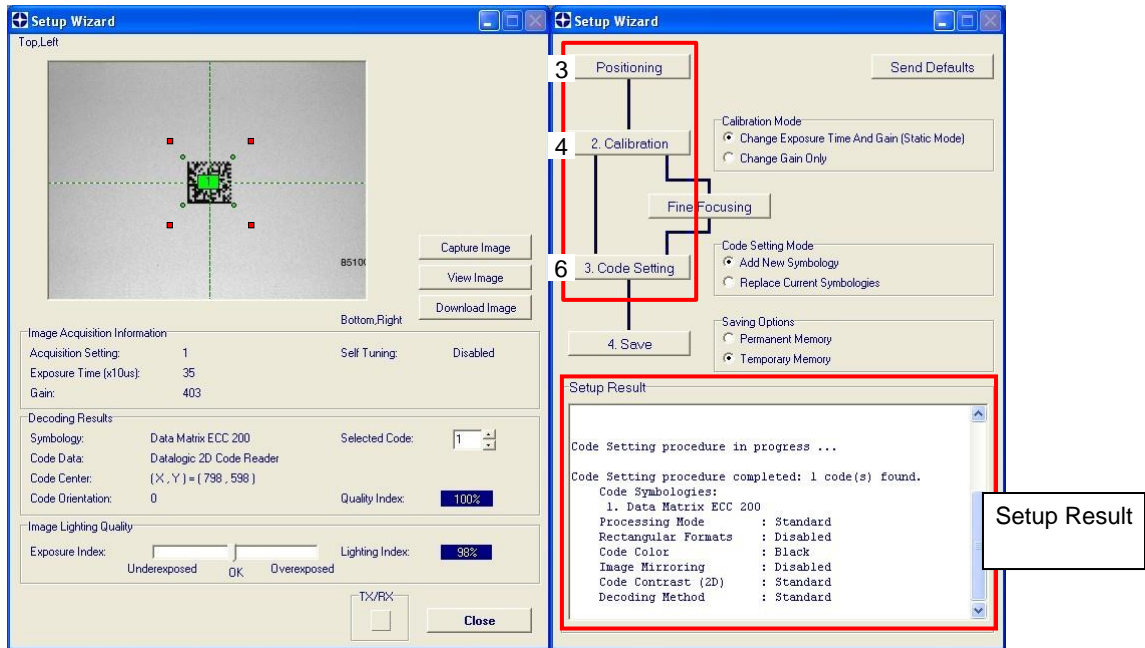 Setup Wizard
Top,Left
85100
Capture Image
View Image
Download Image
Bottom,Right
Image Acquisition Information
Acquisition Setting: 1 Self Tuning: Disabled
Exposure Time (x10us): 35
Gain: 403
Decoding Results
Symbology: Data Matrix ECC 200 Selected Code: 1
Code Data: Datalogic 2D Code Reader
Code Center: ( X , Y ) = ( 798 , 598 )
Code Orientation: 0 Quality Index: 100%
Image Lighting Quality
Exposure Index: Lighting Index: 98%
Underexposed OK Overexposed
TX/RX
Close
Setup Wizard
3 Positioning
Send Defaults
4 2. Calibration
Calibration Mode
Change Exposure Time And Gain (Static Mode)
Change Gain Only
Fine Focusing
6 3. Code Setting
Code Setting Mode
Add New Symbology
Replace Current Symbologies
4. Save
Saving Options
Permanent Memory
Temporary Memory
Setup Result
Code Setting procedure in progress ...
Code Setting procedure completed: 1 code(s) found.
Code Symbologies:
1. Data Matrix ECC 200
Processing Mode : Standard
Rectangular Formats : Disabled
Code Color : Black
Image Mirroring : Disabled
Code Contrast (2D) : Standard
Decoding Method : Standard
Setup Result